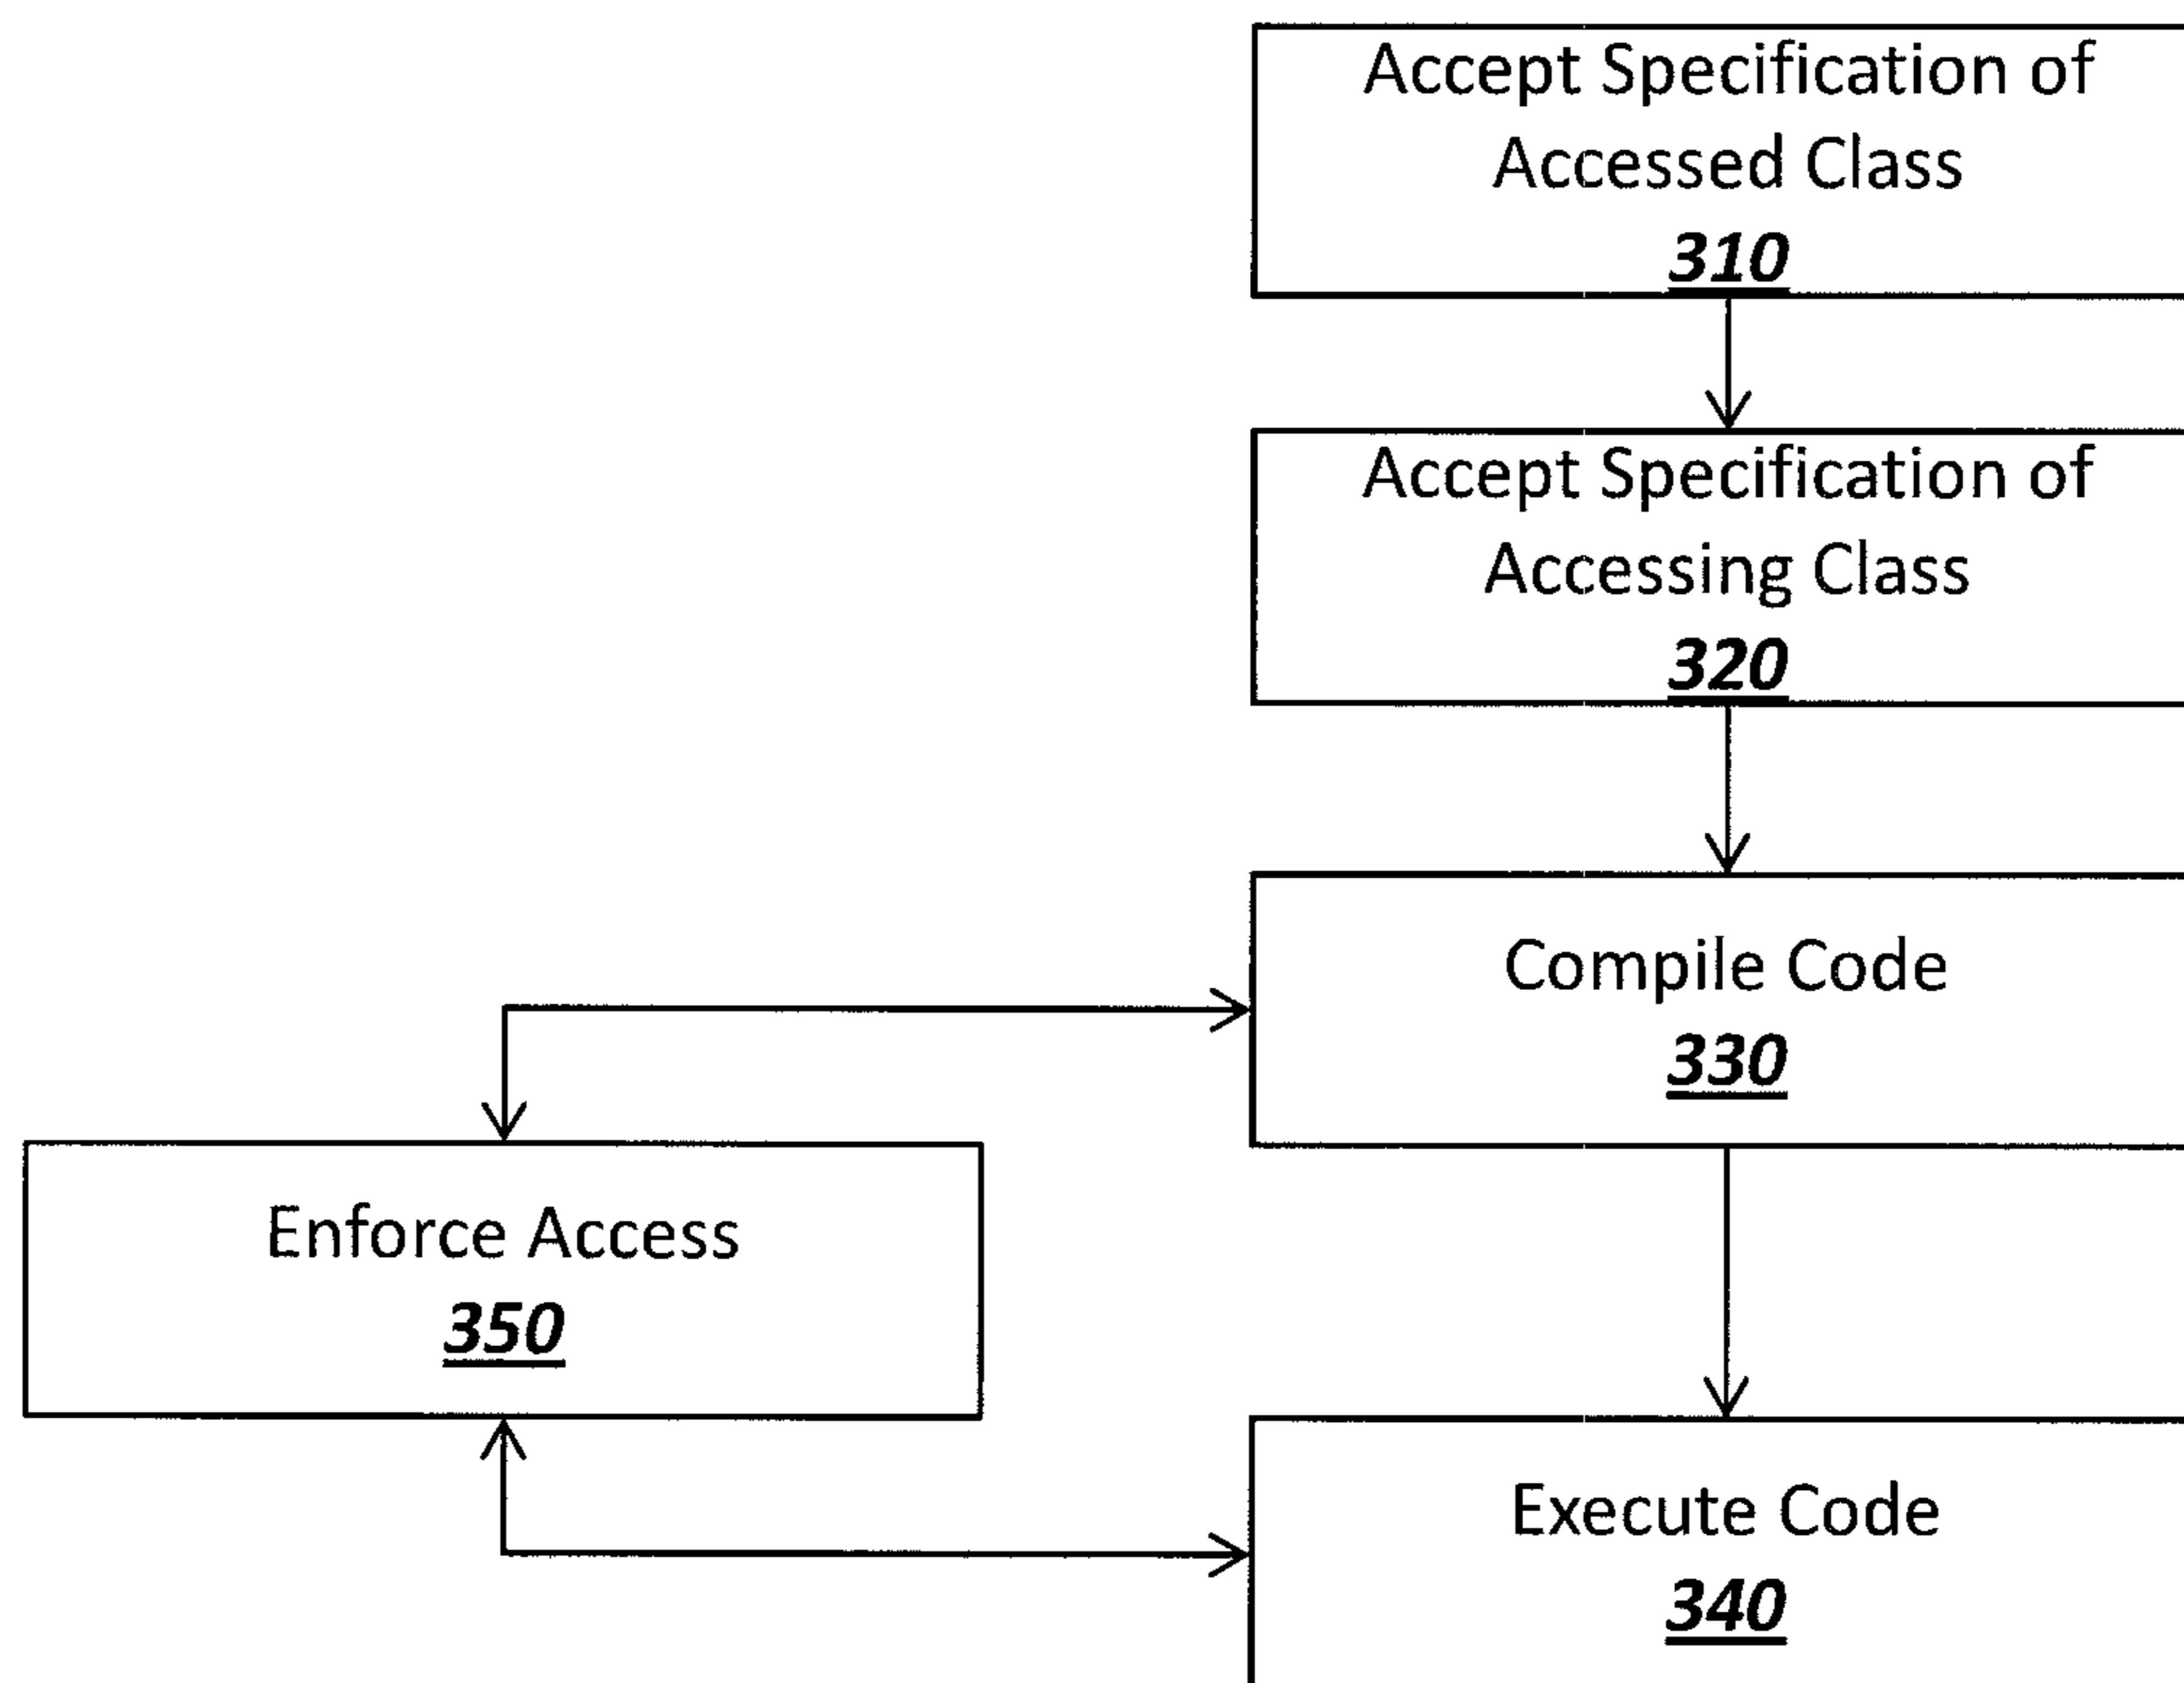 Accept Specification of
Accessed Class
310
Accept Specification of
Accessing Class
320
Compile Code
330
Enforce Access
350
Execute Code
340